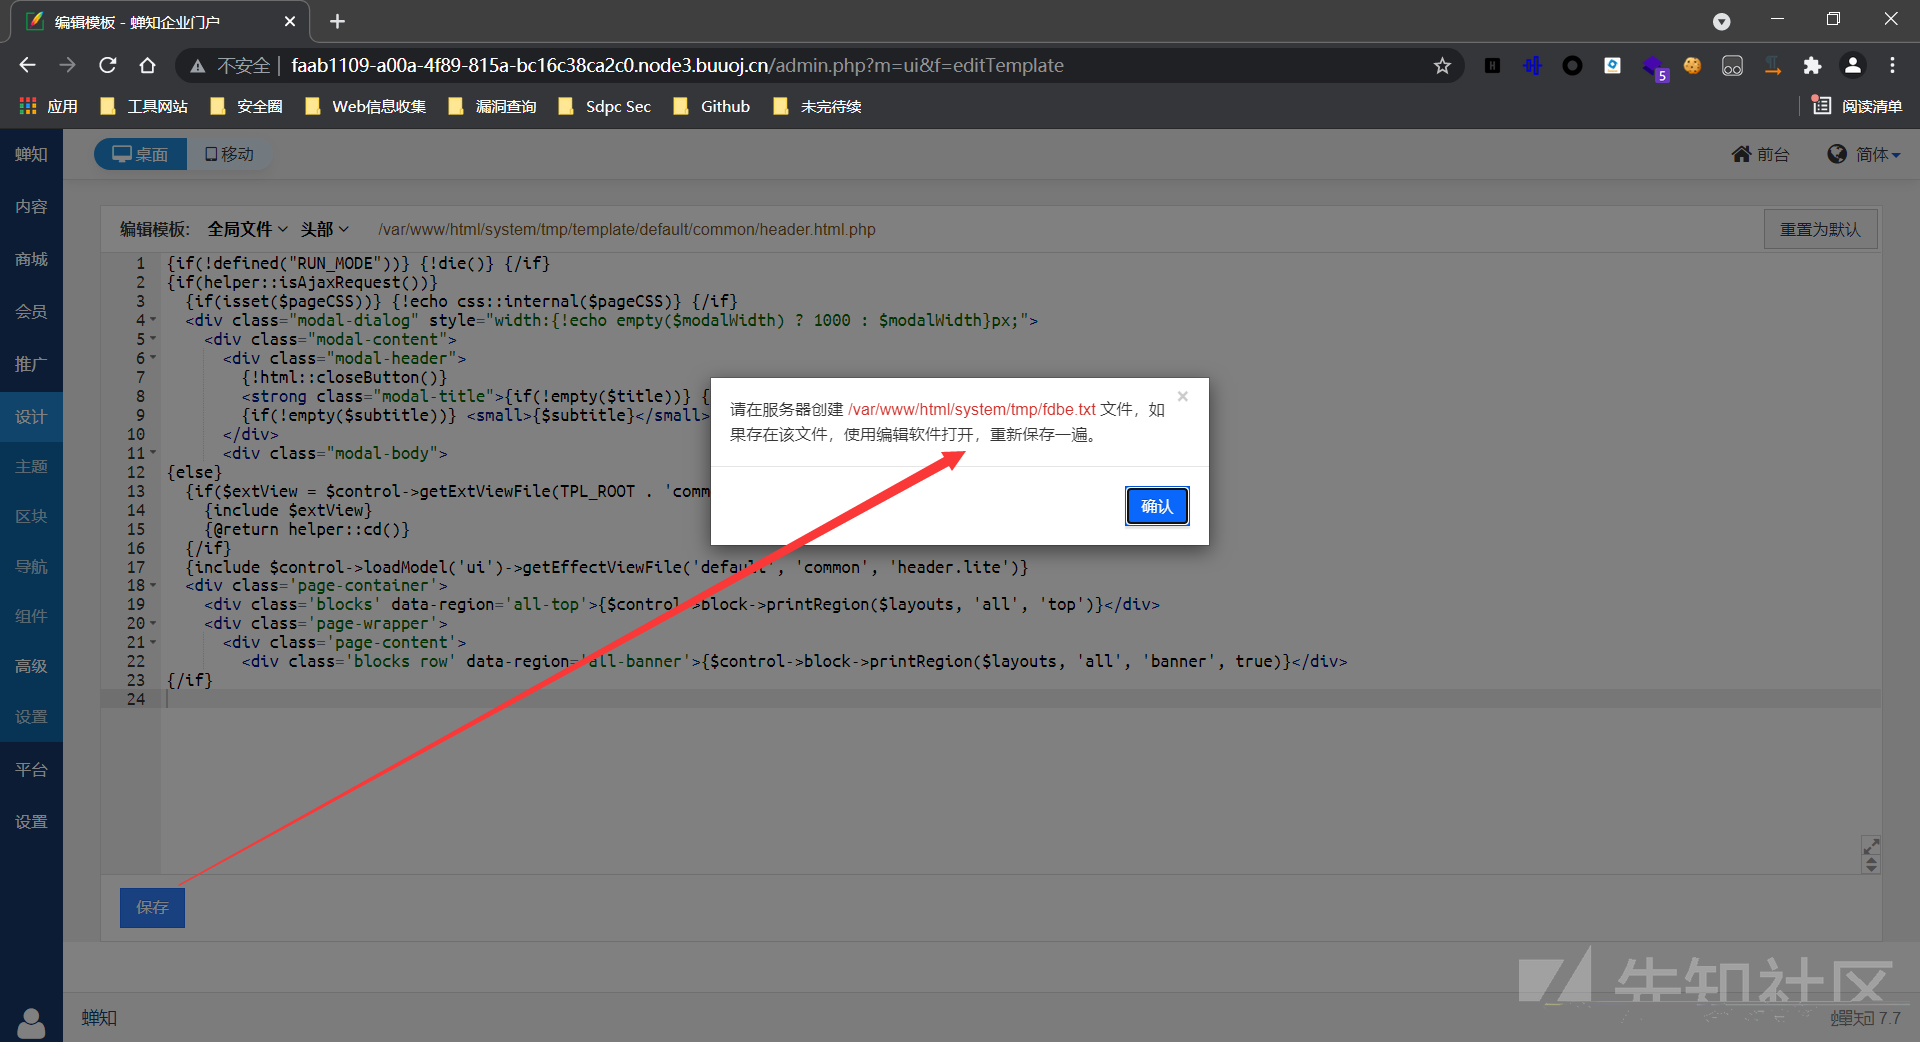 编辑模板 - 蝉知企业门户
不安全 | faab1109-a00a-4f89-815a-bc16c38ca2c0.node3.buuoj.cn/admin.php?m=ui&f=editTemplate
5
应用 工具网站 安全圈 Web信息收集 漏洞查询 Sdpc Sec Github 未完待续 阅读清单
蝉知 桌面 移动 前台 简体
内容
商城
会员
推广
设计
主题
区块
导航
组件
高级
设置
平台
设置
编辑模板: 全局文件 头部 /var/www/html/system/tmp/template/default/common/header.html.php 重置为默认
1 {if(!defined("RUN_MODE"))} {!die()} {/if}
2 {if(helper::isAjaxRequest())}
3 {if(isset($pageCSS))} {!echo css::internal($pageCSS)} {/if}
4 <div class="modal-dialog" style="width:{!echo empty($modalWidth) ? 1000 : $modalWidth}px;">
5 <div class="modal-content">
6 <div class="modal-header">
7 {!html::closeButton()}
8 <strong class="modal-title">{if(!empty($title))} {
9 {if(!empty($subtitle))} <small>{$subtitle}</small>
10 </div>
11 <div class="modal-body">
12 {else}
13 {if($extView = $control->getExtViewFile(TPL_ROOT . 'comm
14 {include $extView}
15 {@return helper::cd()}
16 {/if}
17 {include $control->loadModel('ui')->getEffectViewFile('default', 'common', 'header.lite')}
18 <div class='page-container'>
19 <div class='blocks' data-region='all-top'>{$control->block->printRegion($layouts, 'all', 'top')}</div>
20 <div class='page-wrapper'>
21 <div class='page-content'>
22 <div class='blocks row' data-region='all-banner'>{$control->block->printRegion($layouts, 'all', 'banner', true)}</div>
23 {/if}
24
请在服务器创建 /var/www/html/system/tmp/fdbe.txt 文件，如
果存在该文件，使用编辑软件打开，重新保存一遍。
确认
保存
先知社区
蝉知
蝉知 7.7